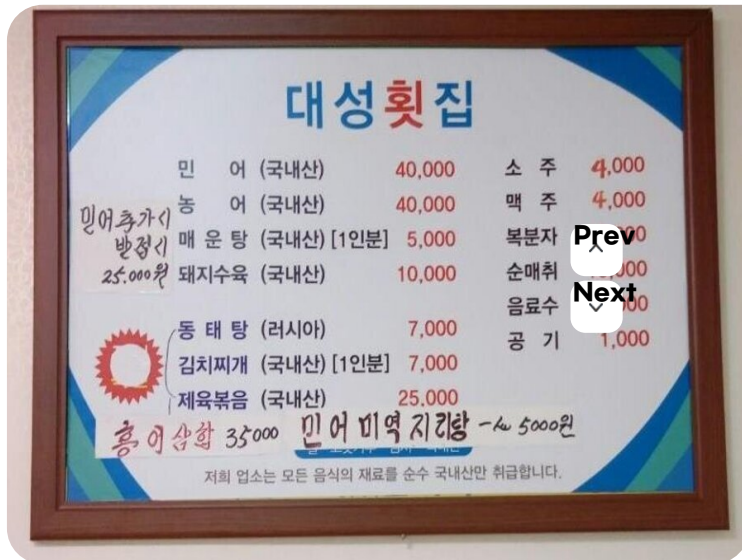 대성횟집
민 어 (국내산) 40,000
농 어 (국내산) 40,000
매운탕 (국내산) [1인분] 5,000
돼지수육 (국내산) 10,000
동태탕 (러시아) 7,000
김치찌개 (국내산) [1인분] 7,000
제육볶음 (국내산) 25,000
소 주 4,000
맥 주 4,000
복분자
순매취
음료수
공 기 1,000
Prev
Next
민어추가시
반접시
25.000원
홍어삼합 35000
민어미역지리탕 5000원
저희 업소는 모든 음식의 재료를 순수 국내산만 취급합니다.